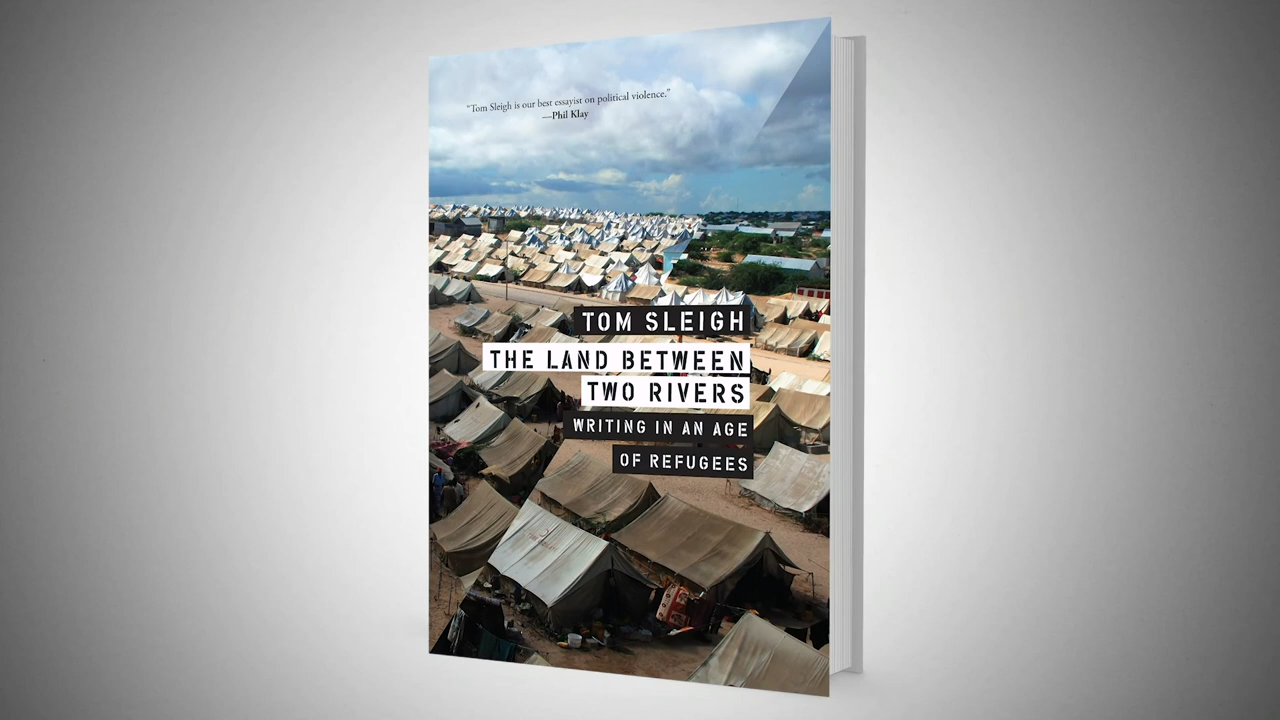 “Tom Sleigh is our best essayist on political violence.”
—Phil Klay
TOM SLEIGH
THE LAND BETWEEN
TWO RIVERS
WRITING IN AN AGE
OF REFUGEES